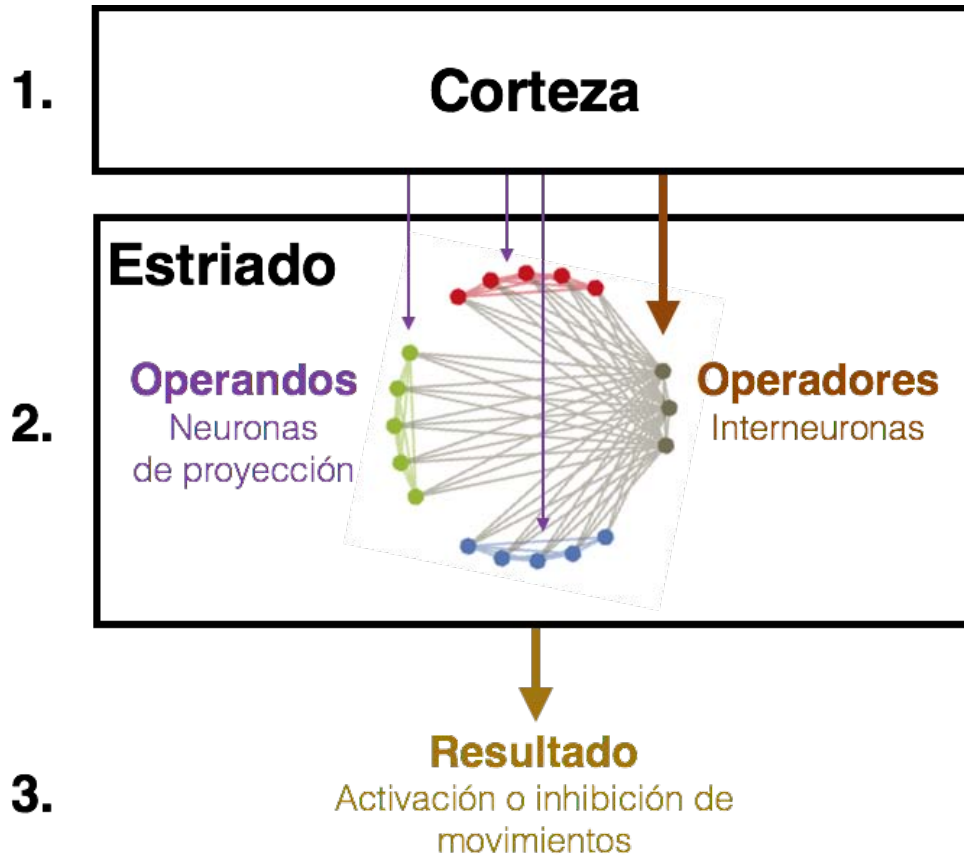 1.
Corteza
Estriado
2.
Operandos
Neuronas
de proyección
Operadores
Interneuronas
3.
Resultado
Activación o inhibición de
movimientos